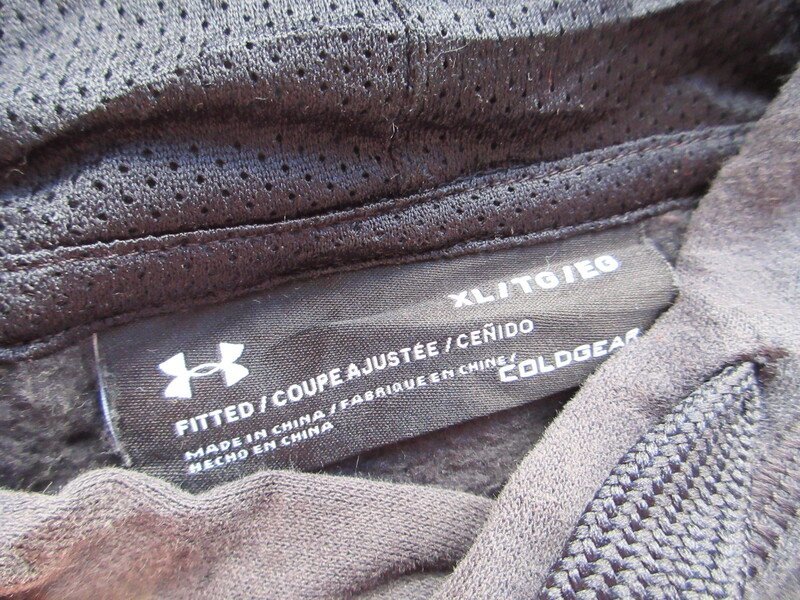 XL/TG/EG
FITTED/COUPE AJUSTÉE/CEÑIDO
MADE IN CHINA/FABRIQUE EN CHINE/
HECHO EN CHINA
COLDGEAR